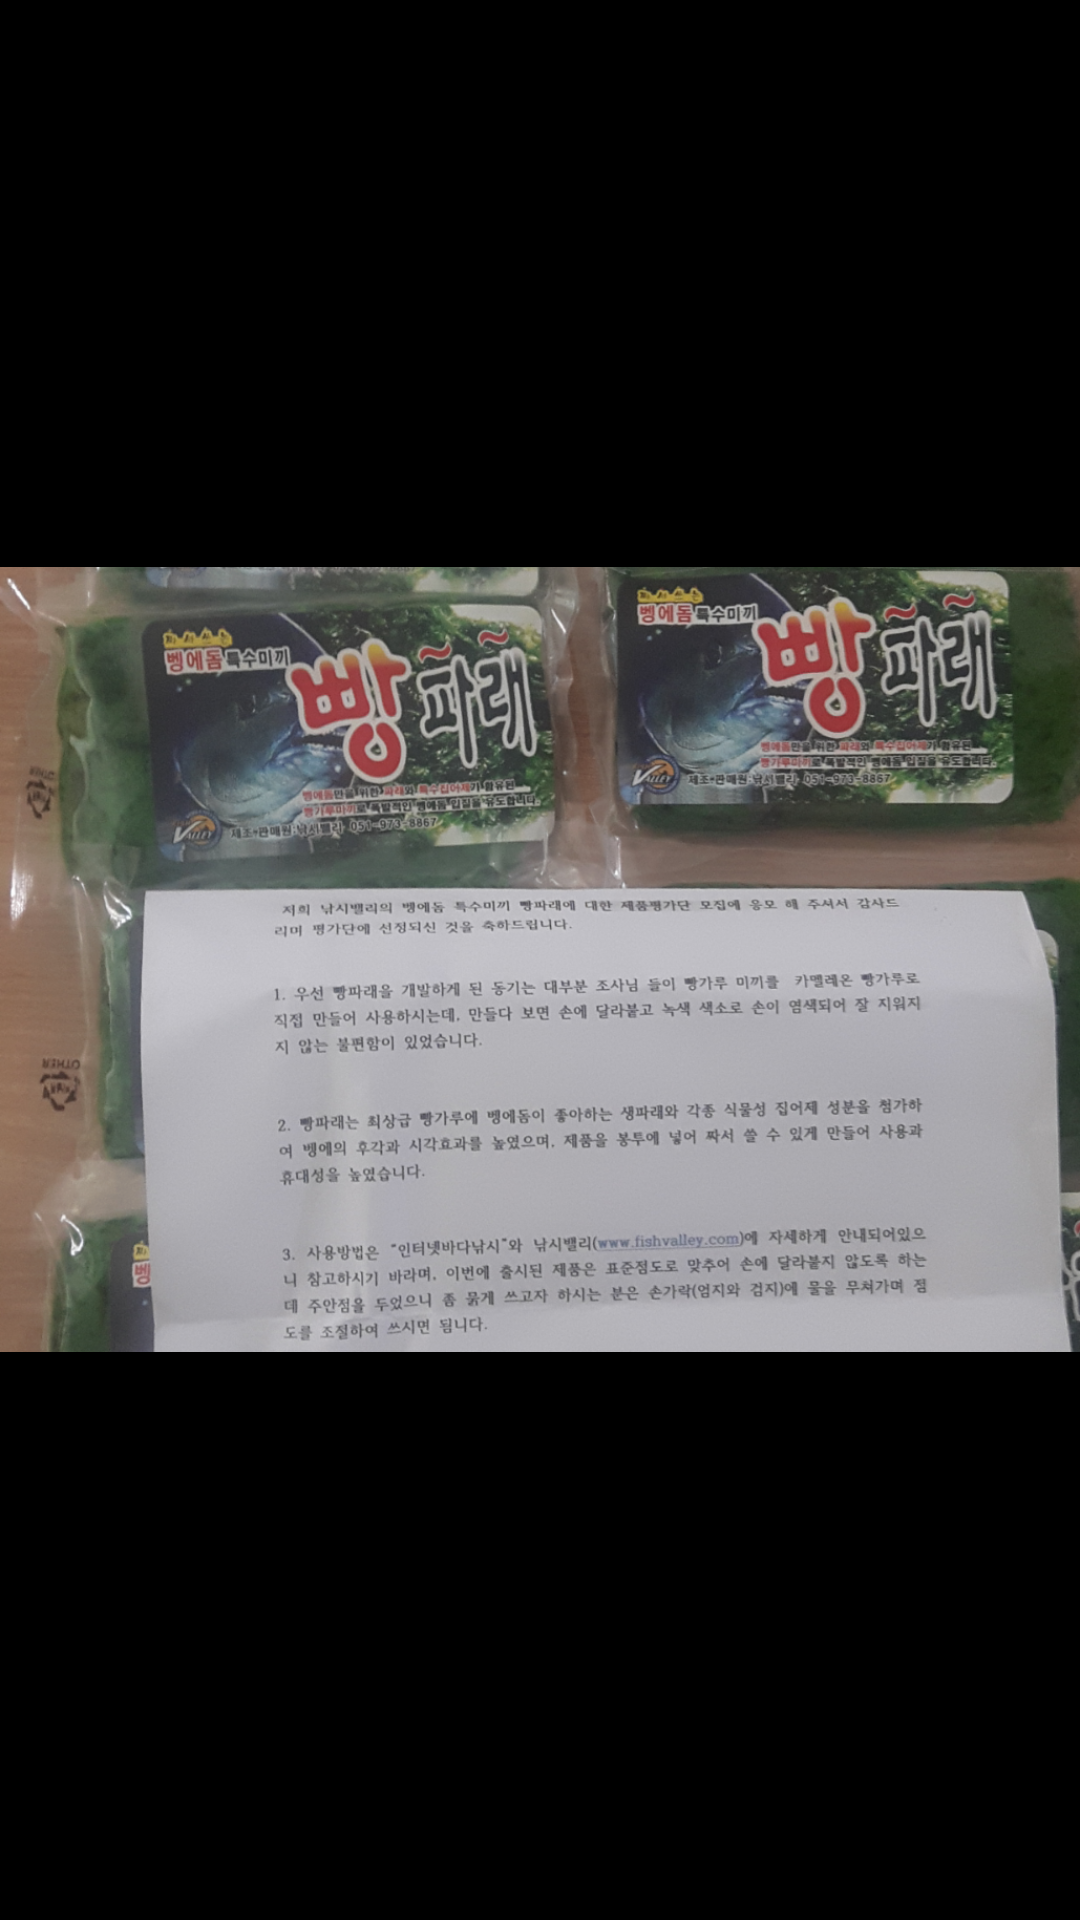 벵에돔 특수미끼
빵파래
벵에돔만을 위한 파래와 특수집어제가 함유된
빵가루미끼로 폭발적인 벵에돔 입질을 유도합니다.
VALLEY
제조•판매원:낚시밸리 051-973-8867
벵에돔 특수미끼
빵파래
벵에돔만을 위한 파래와 특수집어제가 함유된
빵가루미끼로 폭발적인 벵에돔 입질을 유도합니다.
VALLEY
제조•판매원:낚시밸리 051-973-8867
OTHER
OTHER
저희 낚시밸리의 벵에돔 특수미끼 빵파래에 대한 제품평가단 모집에 응모 해 주셔서 감사드
리며 평가단에 선정되신 것을 축하드립니다.
1. 우선 빵파래을 개발하게 된 동기는 대부분 조사님 들이 빵가루 미끼를 카멜레온 빵가루로
직접 만들어 사용하시는데, 만들다 보면 손에 달라붙고 녹색 색소로 손이 염색되어 잘 지워지
지 않는 불편함이 있었습니다.
2. 빵파래는 최상급 빵가루에 벵에돔이 좋아하는 생파래와 각종 식물성 집어제 성분을 첨가하
여 벵에의 후각과 시각효과를 높였으며, 제품을 봉투에 넣어 짜서 쓸 수 있게 만들어 사용과
휴대성을 높였습니다.
3. 사용방법은 "인터넷바다낚시"와 낚시밸리(www.fishvalley.com)에 자세하게 안내되어있으
니 참고하시기 바라며, 이번에 출시된 제품은 표준점도로 맞추어 손에 달라붙지 않도록 하는
데 주안점을 두었으니 좀 묽게 쓰고자 하시는 분은 손가락(엄지와 검지)에 물을 무쳐가며 점
도를 조절하여 쓰시면 됩니다.
벵